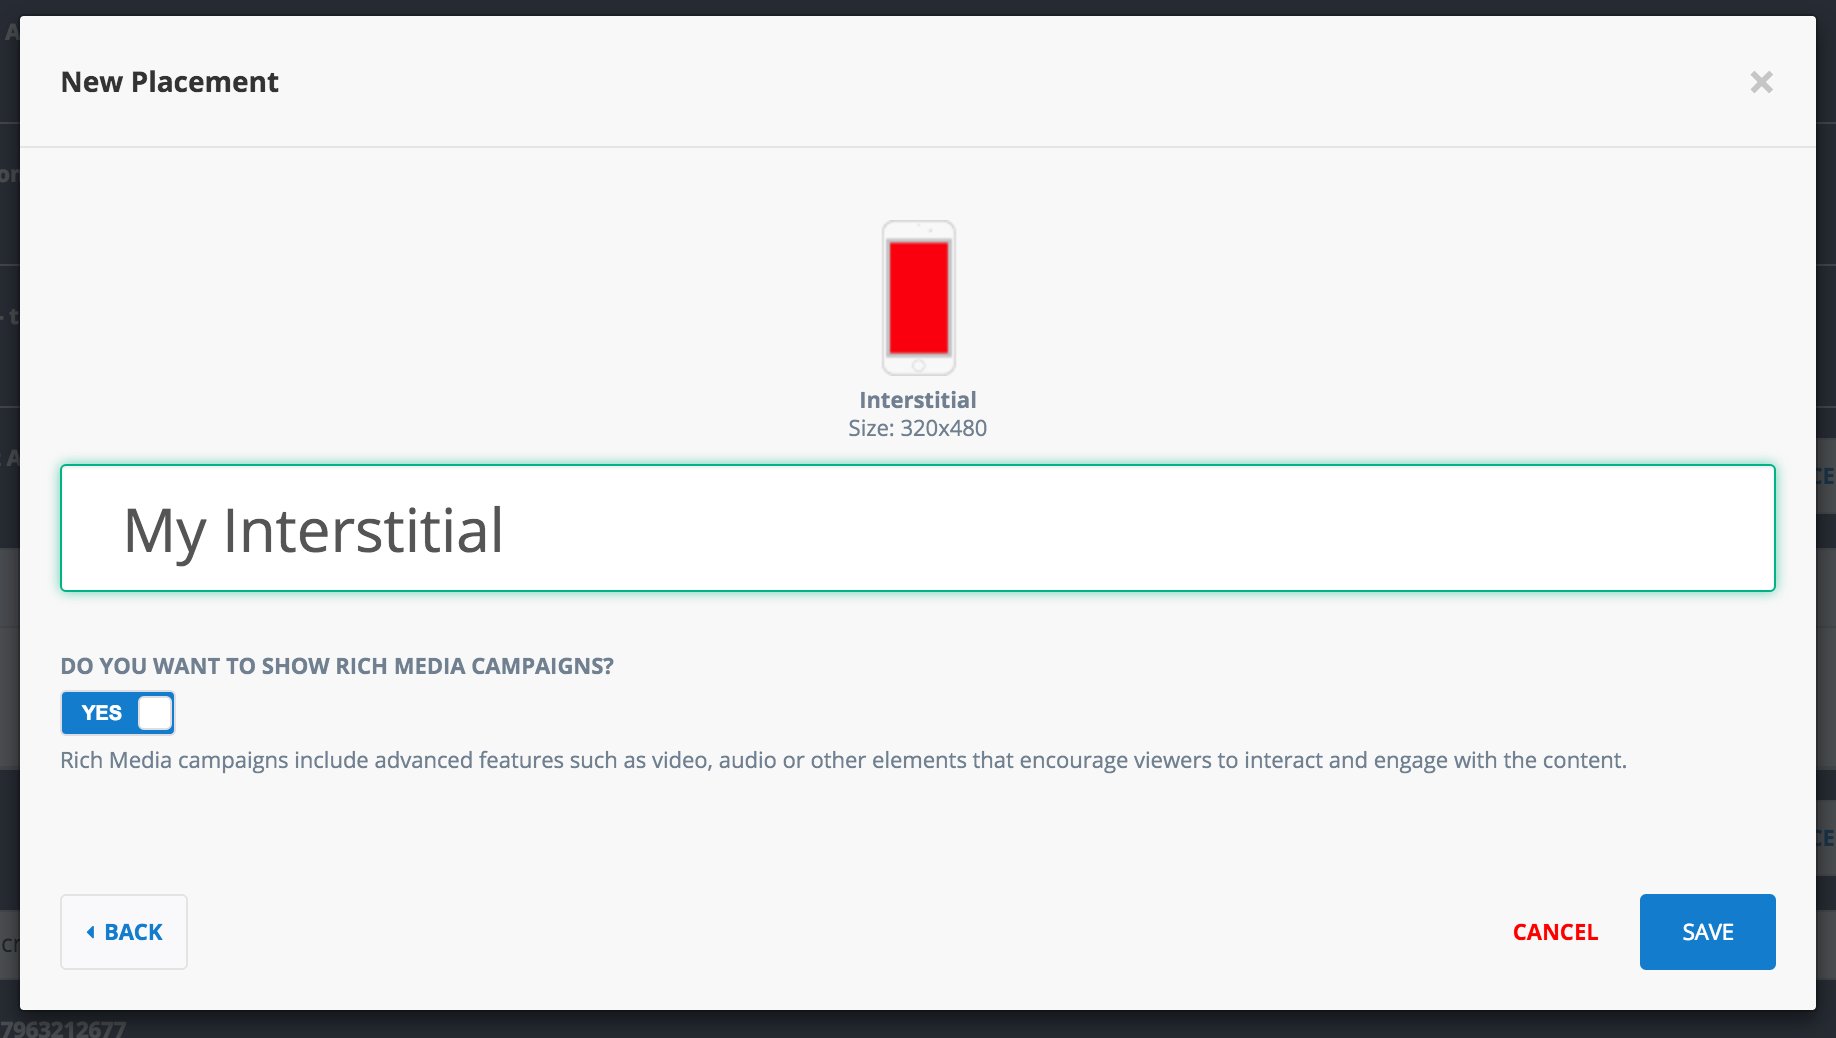 New Placement
Interstitial
Size: 320x480
My Interstitial
DO YOU WANT TO SHOW RICH MEDIA CAMPAIGNS?
YES
Rich Media campaigns include advanced features such as video, audio or other elements that encourage viewers to interact and engage with the content.
BACK
CANCEL
SAVE
7963212677